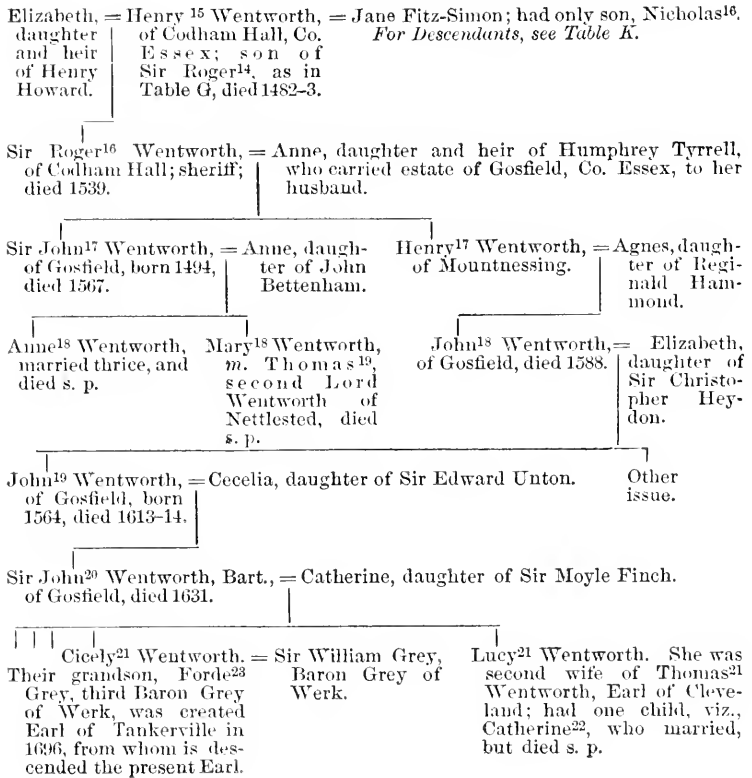 Elizabeth, = Henry 15 Wentworth, = Jane Fitz-Simon; had only son, Nicholas16.
daughter of Codham Hall, Co. For Descendants, see Table K.
and heir Essex; son of
of Henry Sir Roger14, as in
Howard. Table G, died 1482-3.
Sir Roger16 Wentworth, = Anne, daughter and heir of Humphrey Tyrrell,
of Codham Hall; sheriff; who carried estate of Gosfield, Co. Essex, to her
died 1539. husband.
Sir John17 Wentworth, = Anne, daugh-
of Gosfield, born 1494, ter of John
died 1567. Bettenham.
Henry17 Wentworth, = Agnes, daugh-
of Mountnessing. ter of Regi-
nald Ham-
mond.
Anne18 Wentworth,
married thrice, and
died s. p.
Mary18 Wentworth,
m. Thomas19,
second Lord
Wentworth of
Nettlested, died
s. p.
John18 Wentworth, = Elizabeth,
of Gosfield, died 1588. daughter of
Sir Christo-
pher Hey-
don.
John19 Wentworth, = Cecelia, daughter of Sir Edward Unton.
of Gosfield, born
1564, died 1613-14.
Other
issue.
Sir John20 Wentworth, Bart., = Catherine, daughter of Sir Moyle Finch.
of Gosfield, died 1631.
Cicely21 Wentworth. = Sir William Grey,
Their grandson, Forde23 Baron Grey of
Grey, third Baron Grey Werk.
of Werk, was created
Earl of Tankerville in
1696, from whom is des-
cended the present Earl.
Lucy21 Wentworth. She was
second wife of Thomas21
Wentworth, Earl of Cleve-
land; had one child, viz.,
Catherine22, who married,
but died s. p.